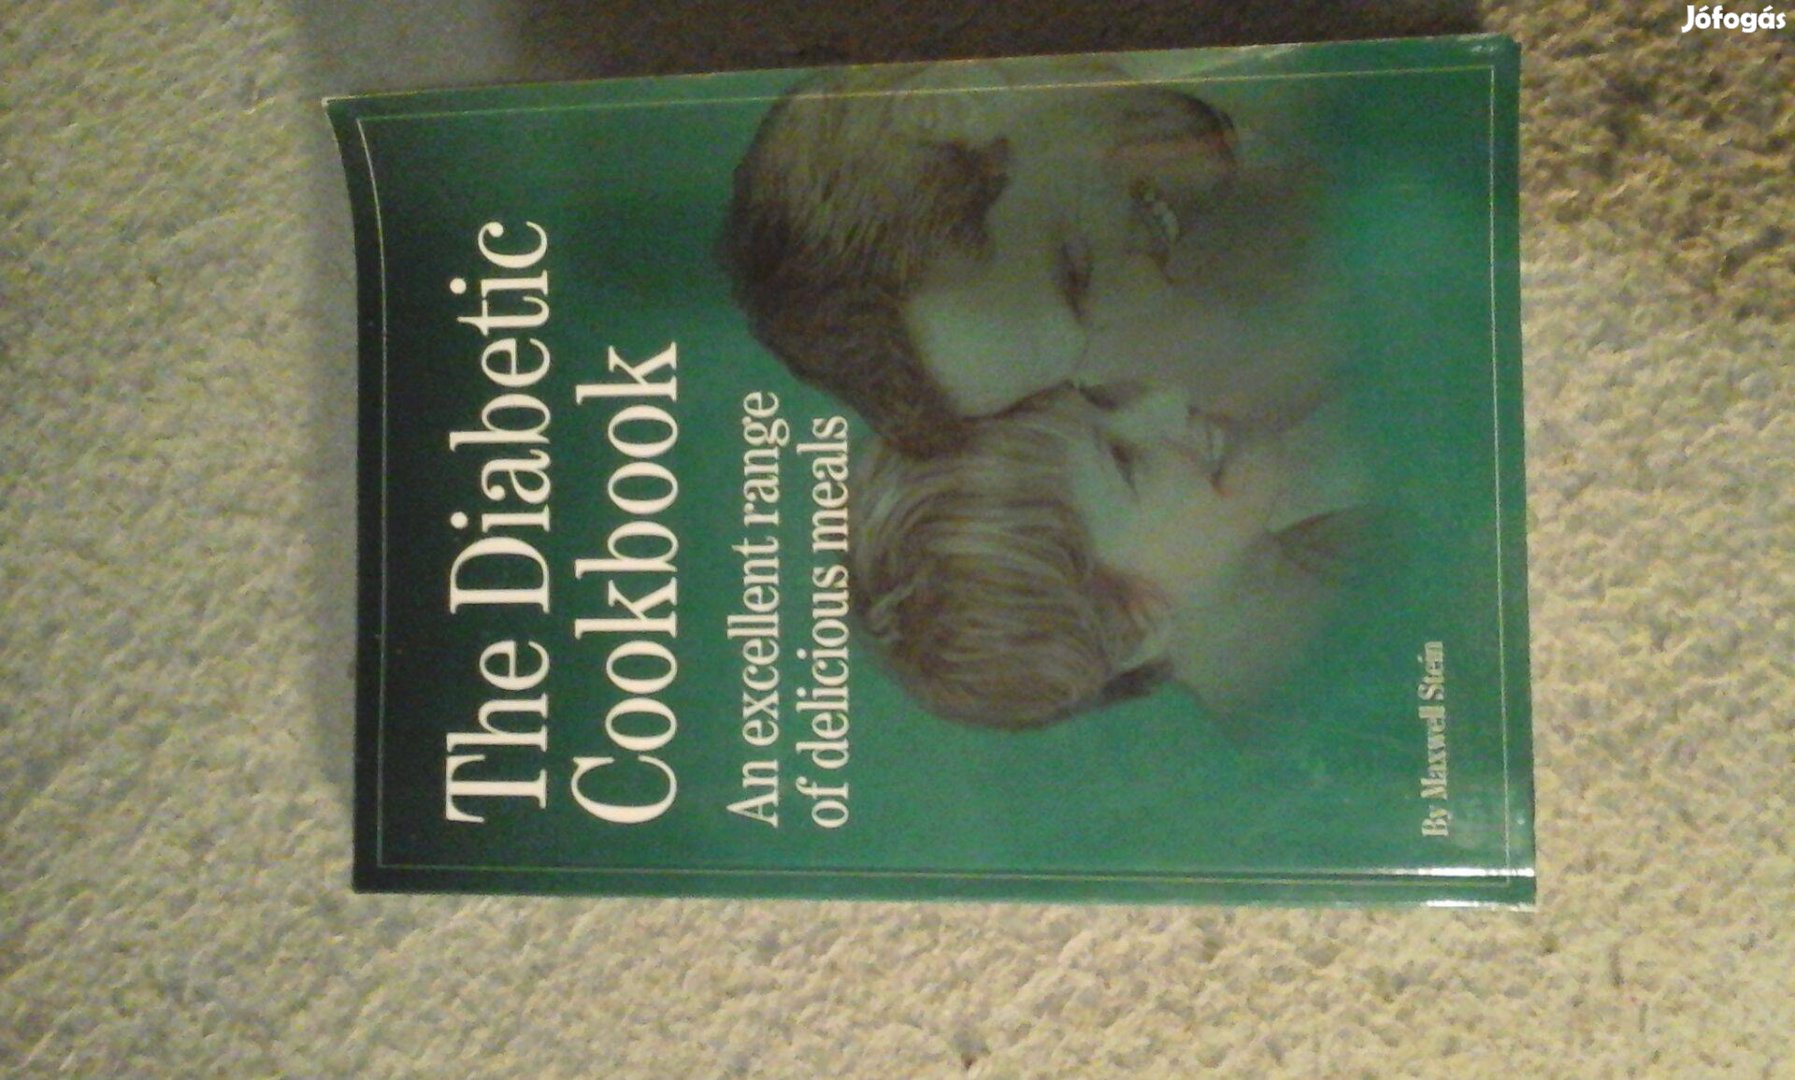 Jófogás
The Diabetic
Cookbook
An excellent range
of delicious meals
By Maxwell Stein